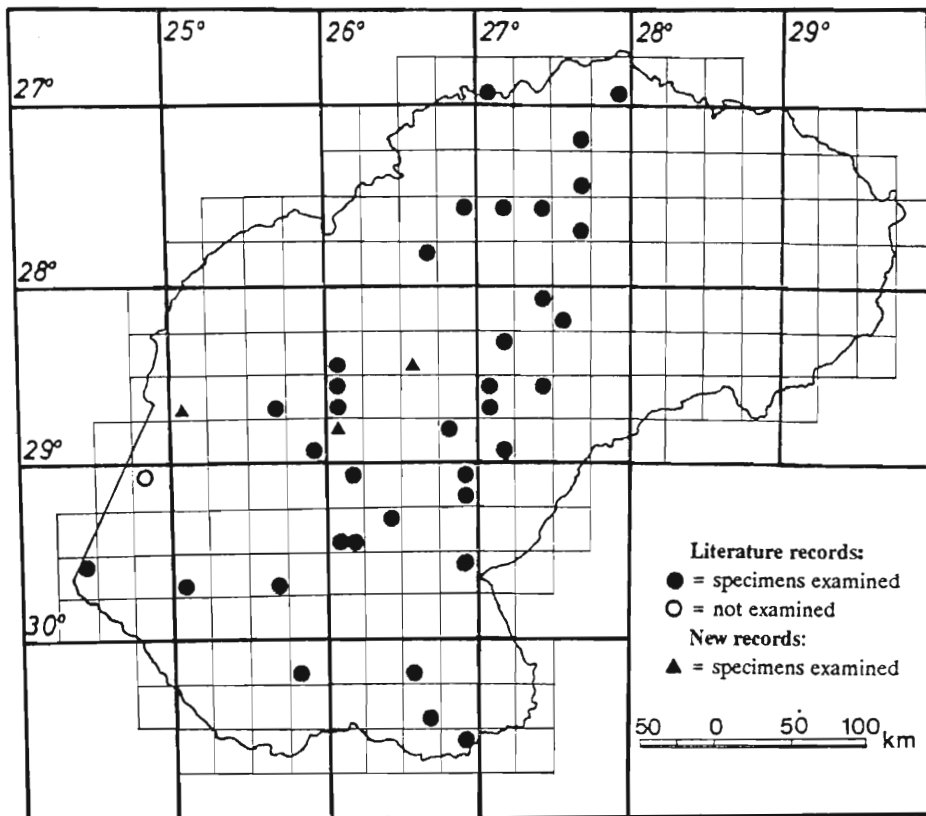 25° 26° 27° 28° 29°
27°
28°
29°
30°
Literature records:
= specimens examined
= not examined
New records:
= specimens examined
50 0 50 100 km